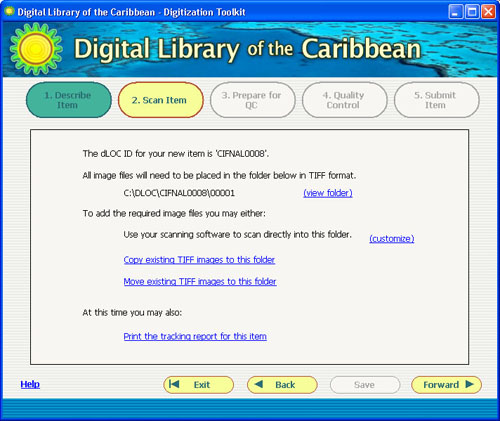 Digital Library of the Caribbean - Digitization Toolkit
Digital Library of the Caribbean
1. Describe
Item
2. Scan Item
3. Prepare for
QC
4. Quality
Control
5. Submit
Item
The dLOC ID for your new item is 'CIFNAL0008'.
All image files will need to be placed in the folder below in TIFF format.
C:\DLOC\CIFNAL0008\00001 (view folder)
To add the required image files you may either:
Use your scanning software to scan directly into this folder. (customize)
Copy existing TIFF images to this folder
Move existing TIFF images to this folder
At this time you may also:
Print the tracking report for this item
Help Exit Back Save Forward